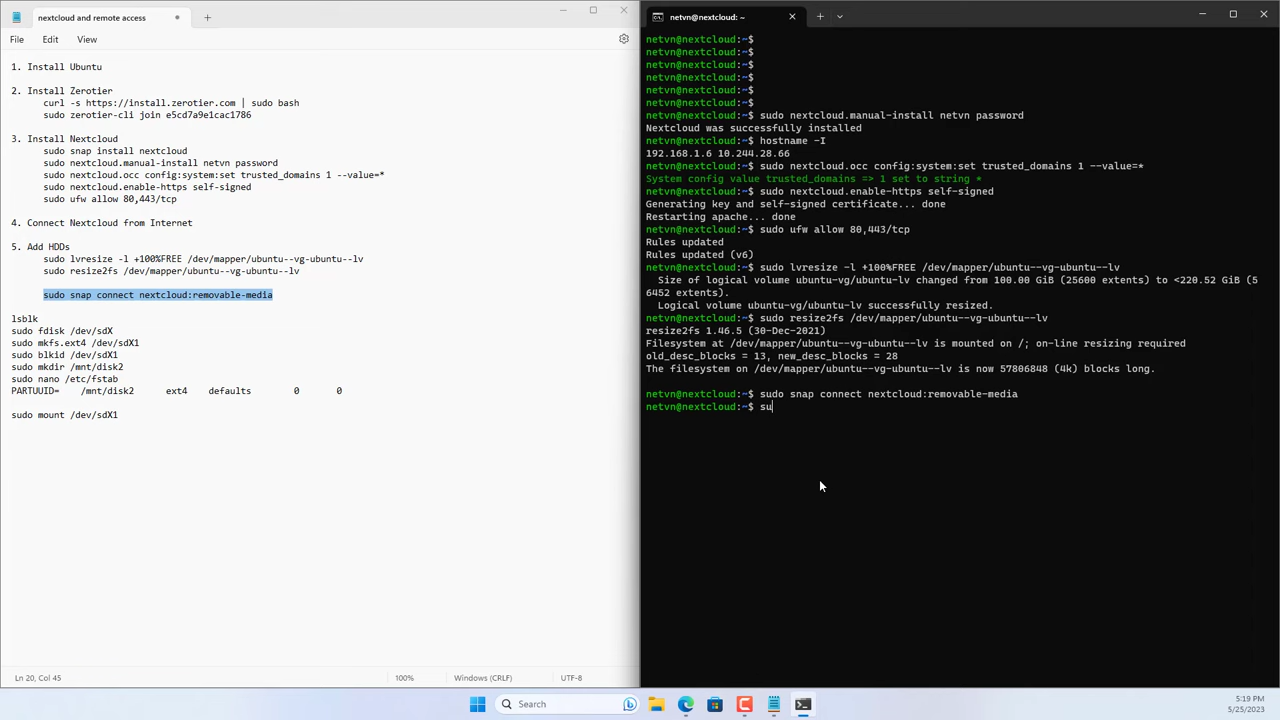 nextcloud and remote access
File Edit View
1. Install Ubuntu
2. Install Zerotier
curl -s https://install.zerotier.com | sudo bash
sudo zerotier-cli join e5cd7a9e1cac1786
3. Install Nextcloud
sudo snap install nextcloud
sudo nextcloud.manual-install netvn password
sudo nextcloud.occ config:system:set trusted_domains 1 --value=*
sudo nextcloud.enable-https self-signed
sudo ufw allow 80,443/tcp
4. Connect Nextcloud from Internet
5. Add HDDs
sudo lvresize -l +100%FREE /dev/mapper/ubuntu--vg-ubuntu--lv
sudo resize2fs /dev/mapper/ubuntu--vg-ubuntu--lv
sudo snap connect nextcloud:removable-media
lsblk
sudo fdisk /dev/sdX
sudo mkfs.ext4 /dev/sdX1
sudo blkid /dev/sdX1
sudo mkdir /mnt/disk2
sudo nano /etc/fstab
PARTUUID= /mnt/disk2 ext4 defaults 0 0
sudo mount /dev/sdX1
Ln 20, Col 45 100% Windows (CRLF) UTF-8
netvn@nextcloud: ~
netvn@nextcloud:~$
netvn@nextcloud:~$
netvn@nextcloud:~$
netvn@nextcloud:~$
netvn@nextcloud:~$
netvn@nextcloud:~$
netvn@nextcloud:~$ sudo nextcloud.manual-install netvn password
Nextcloud was successfully installed
netvn@nextcloud:~$ hostname -I
192.168.1.6 10.244.28.66
netvn@nextcloud:~$ sudo nextcloud.occ config:system:set trusted_domains 1 --value=*
System config value trusted_domains => 1 set to string *
netvn@nextcloud:~$ sudo nextcloud.enable-https self-signed
Generating key and self-signed certificate... done
Restarting apache... done
netvn@nextcloud:~$ sudo ufw allow 80,443/tcp
Rules updated
Rules updated (v6)
netvn@nextcloud:~$ sudo lvresize -l +100%FREE /dev/mapper/ubuntu--vg-ubuntu--lv
Size of logical volume ubuntu-vg/ubuntu-lv changed from 100.00 GiB (25600 extents) to <220.52 GiB (5
6452 extents).
Logical volume ubuntu-vg/ubuntu-lv successfully resized.
netvn@nextcloud:~$ sudo resize2fs /dev/mapper/ubuntu--vg-ubuntu--lv
resize2fs 1.46.5 (30-Dec-2021)
Filesystem at /dev/mapper/ubuntu--vg-ubuntu--lv is mounted on /; on-line resizing required
old_desc_blocks = 13, new_desc_blocks = 28
The filesystem on /dev/mapper/ubuntu--vg-ubuntu--lv is now 57806848 (4k) blocks long.
netvn@nextcloud:~$ sudo snap connect nextcloud:removable-media
netvn@nextcloud:~$ su
Search
5:19 PM
5/25/2023